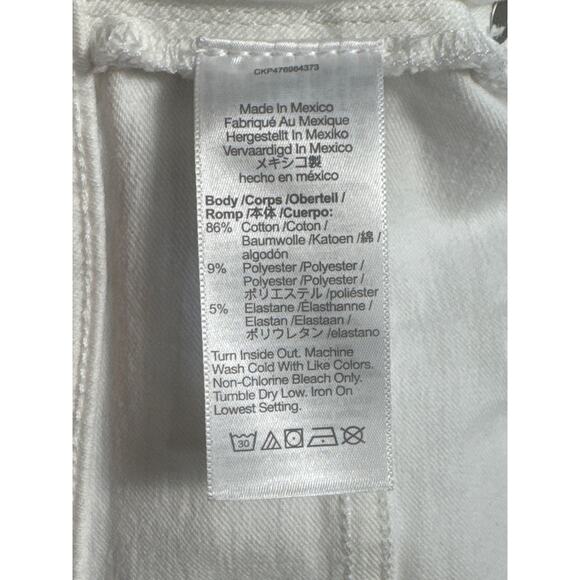 CKP476984373
Made In Mexico
Fabriqué Au Mexique
Hergestellt In Mexiko
Vervaardigd In Mexico
メキシコ製
hecho en méxico
Body /Corps /Oberteil /
Romp /本体 /Cuerpo:
86% Cotton /Coton /
Baumwolle /Katoen /綿 /
algodón
9% Polyester /Polyester /
Polyester /Polyester /
ポリエステル /poliéster
5% Elastane /Élasthanne /
Elastan /Elastaan /
ポリウレタン /elastano
Turn Inside Out. Machine
Wash Cold With Like Colors.
Non-Chlorine Bleach Only.
Tumble Dry Low. Iron On
Lowest Setting.
30